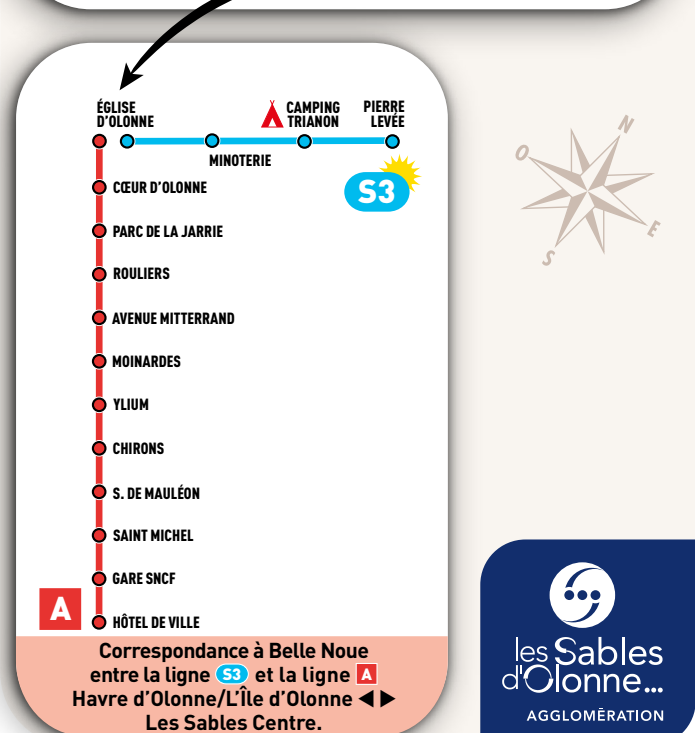 ÉGLISE
D'OLONNE
CAMPING
TRIANON
PIERRE
LEVÉE
MINOTERIE
S3
CŒUR D'OLONNE
PARC DE LA JARRIE
ROULIERS
AVENUE MITTERRAND
MOINARDES
YLIUM
CHIRONS
S. DE MAULÉON
SAINT MICHEL
GARE SNCF
A
HÔTEL DE VILLE
Correspondance à Belle Noue
entre la ligne S3 et la ligne A
Havre d'Olonne/L'Île d'Olonne ◀ ▶
Les Sables Centre.
N
O
E
S
les Sables
d'Olonne...
AGGLOMÉRATION